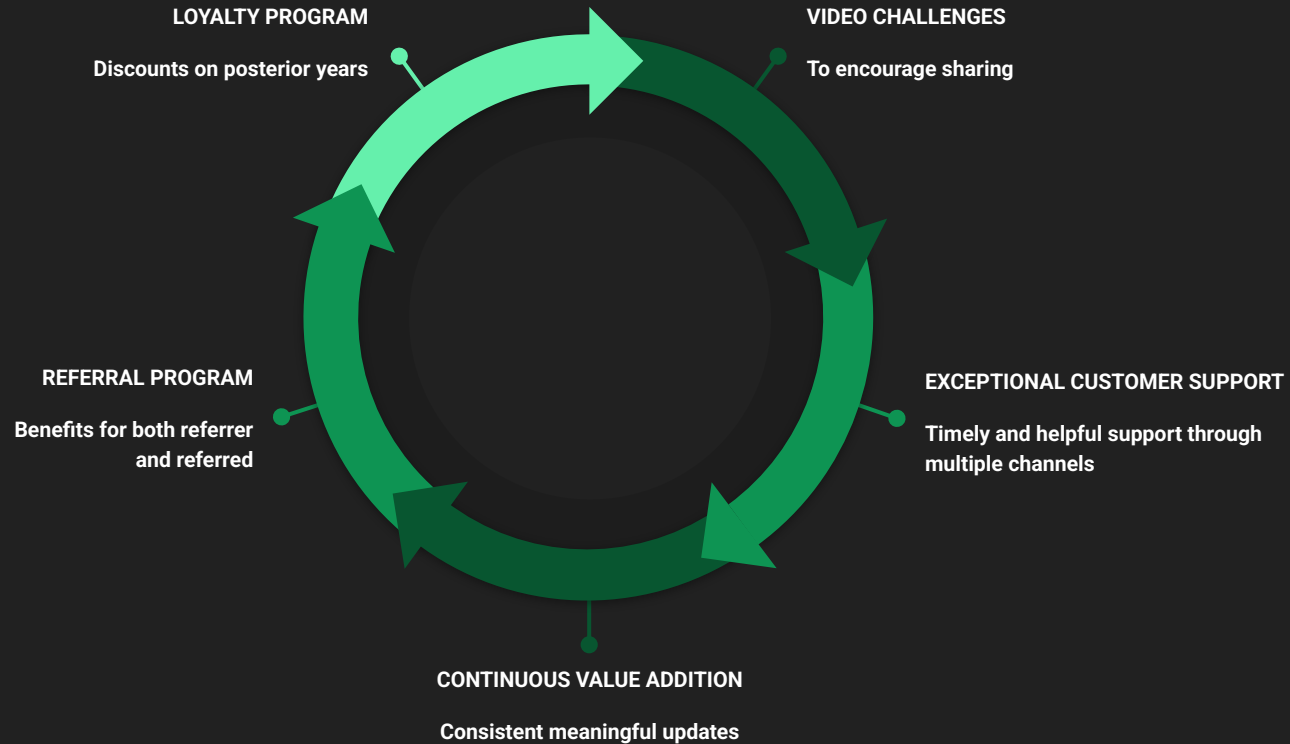 LOYALTY PROGRAM
Discounts on posterior years
VIDEO CHALLENGES
To encourage sharing
EXCEPTIONAL CUSTOMER SUPPORT
Timely and helpful support through
multiple channels
CONTINUOUS VALUE ADDITION
Consistent meaningful updates
REFERRAL PROGRAM
Benefits for both referrer
and referred